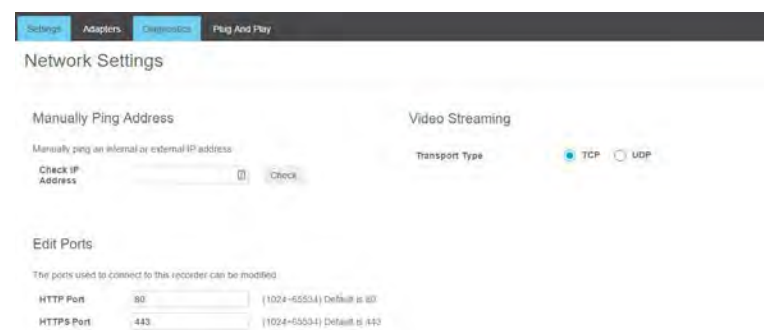 Settings Adapters Diagnostics Plug And Play
Network Settings
Manually Ping Address
Manually ping an internal or external IP address
Check IP Address
Check
Video Streaming
Transport Type TCP UDP
Edit Ports
The ports used to connect to this recorder can be modified
HTTP Port 80 (1024~65534) Default is 80
HTTPS Port 443 (1024~65534) Default is 443